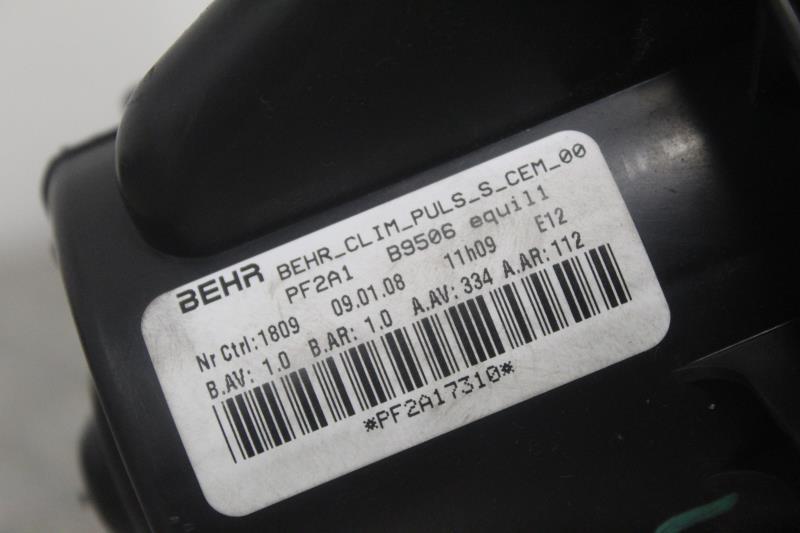 BEHR BEHR_CLIM_PULS_S_CEM_00
PF2A1 B9506 equil1
Nr Ctrl:1809 09.01.08 11h09 E12
B.AV: 1.0 B.AR: 1.0 A.AV: 334 A.AR: 112
*PF2A17310*